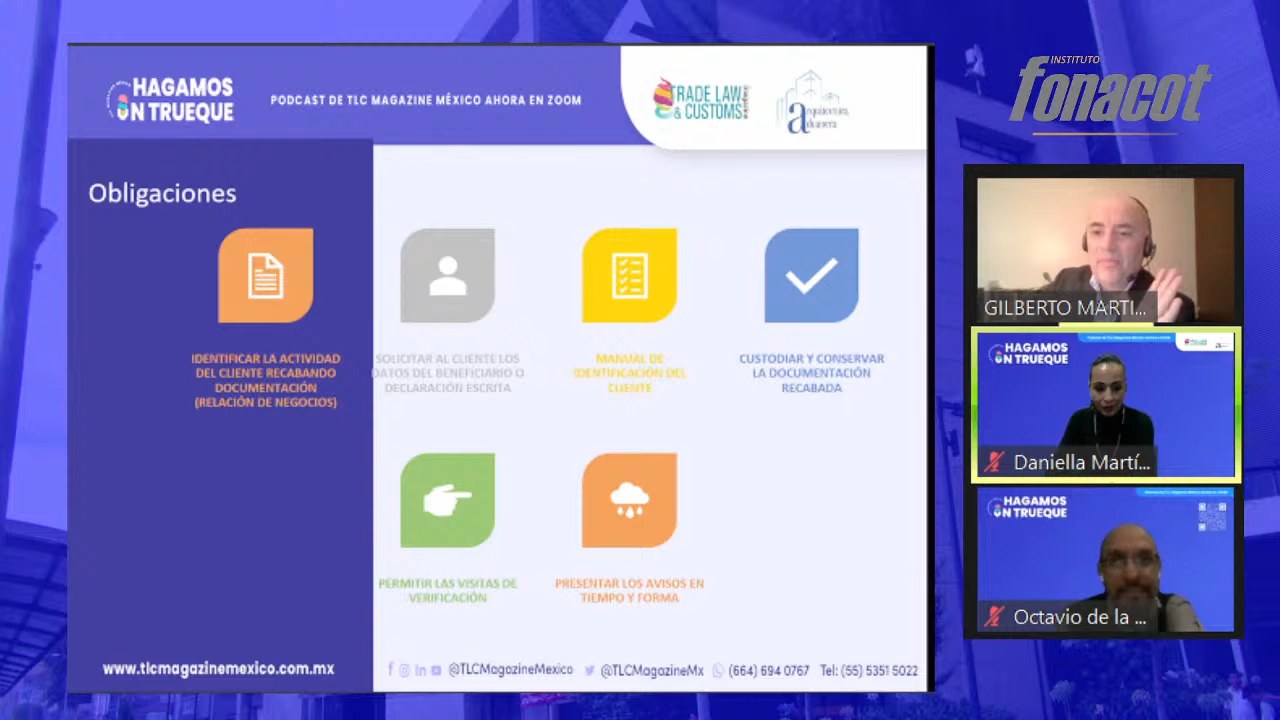 INSTITUTO
fonacot
HAGAMOS
UN TRUEQUE
PODCAST DE TLC MAGAZINE MÉXICO AHORA EN ZOOM
TRADE LAW
& CUSTOMS
arquitectura
aduanera
Obligaciones
IDENTIFICAR LA ACTIVIDAD
DEL CLIENTE RECABANDO
DOCUMENTACIÓN
(RELACIÓN DE NEGOCIOS)
SOLICITAR AL CLIENTE LOS
DATOS DEL BENEFICIARIO O
DECLARACIÓN ESCRITA
MANUAL DE
IDENTIFICACIÓN DEL
CLIENTE
CUSTODIAR Y CONSERVAR
LA DOCUMENTACIÓN
RECABADA
PERMITIR LAS VISITAS DE
VERIFICACIÓN
PRESENTAR LOS AVISOS EN
TIEMPO Y FORMA
www.tlcmagazinemexico.com.mx
@TLCMagazineMexico
@TLCMagazineMx
(664) 694 0767
Tel: (55) 5351 5022
GILBERTO MARTI...
HAGAMOS
UN TRUEQUE
Daniella Martí...
HAGAMOS
UN TRUEQUE
Octavio de la ...